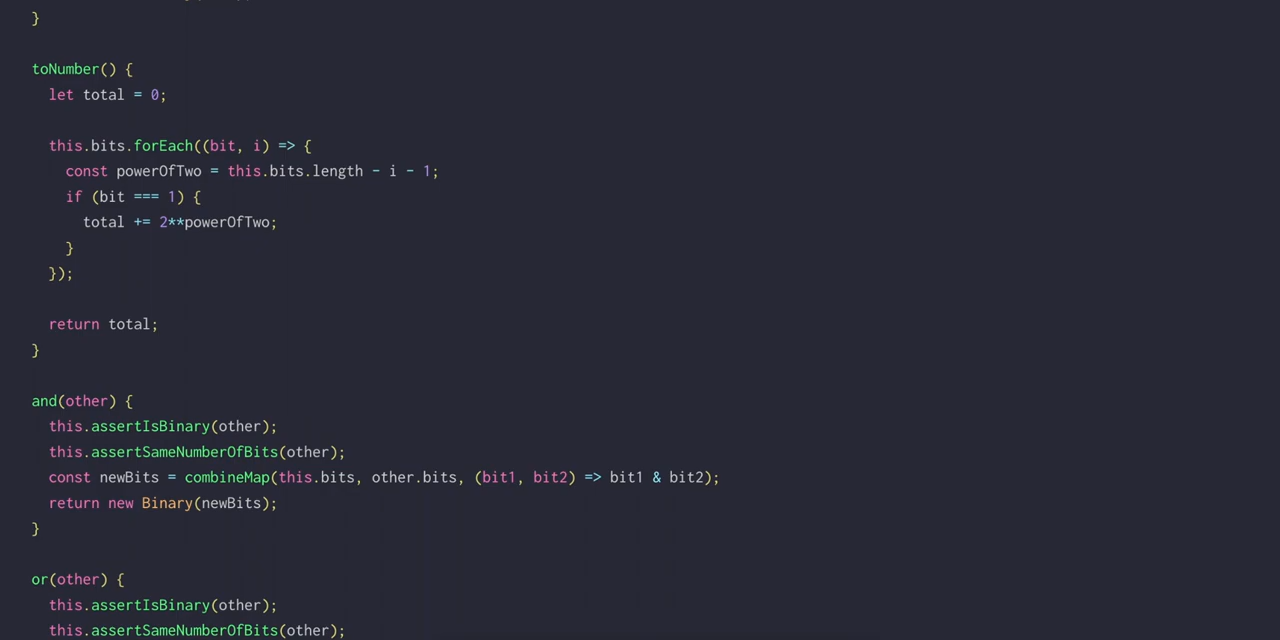 }
toNumber() {
let total = 0;
this.bits.forEach((bit, i) => {
const powerOfTwo = this.bits.length - i - 1;
if (bit === 1) {
total += 2**powerOfTwo;
}
});
return total;
}
and(other) {
this.assertIsBinary(other);
this.assertSameNumberOfBits(other);
const newBits = combineMap(this.bits, other.bits, (bit1, bit2) => bit1 & bit2);
return new Binary(newBits);
}
or(other) {
this.assertIsBinary(other);
this.assertSameNumberOfBits(other);